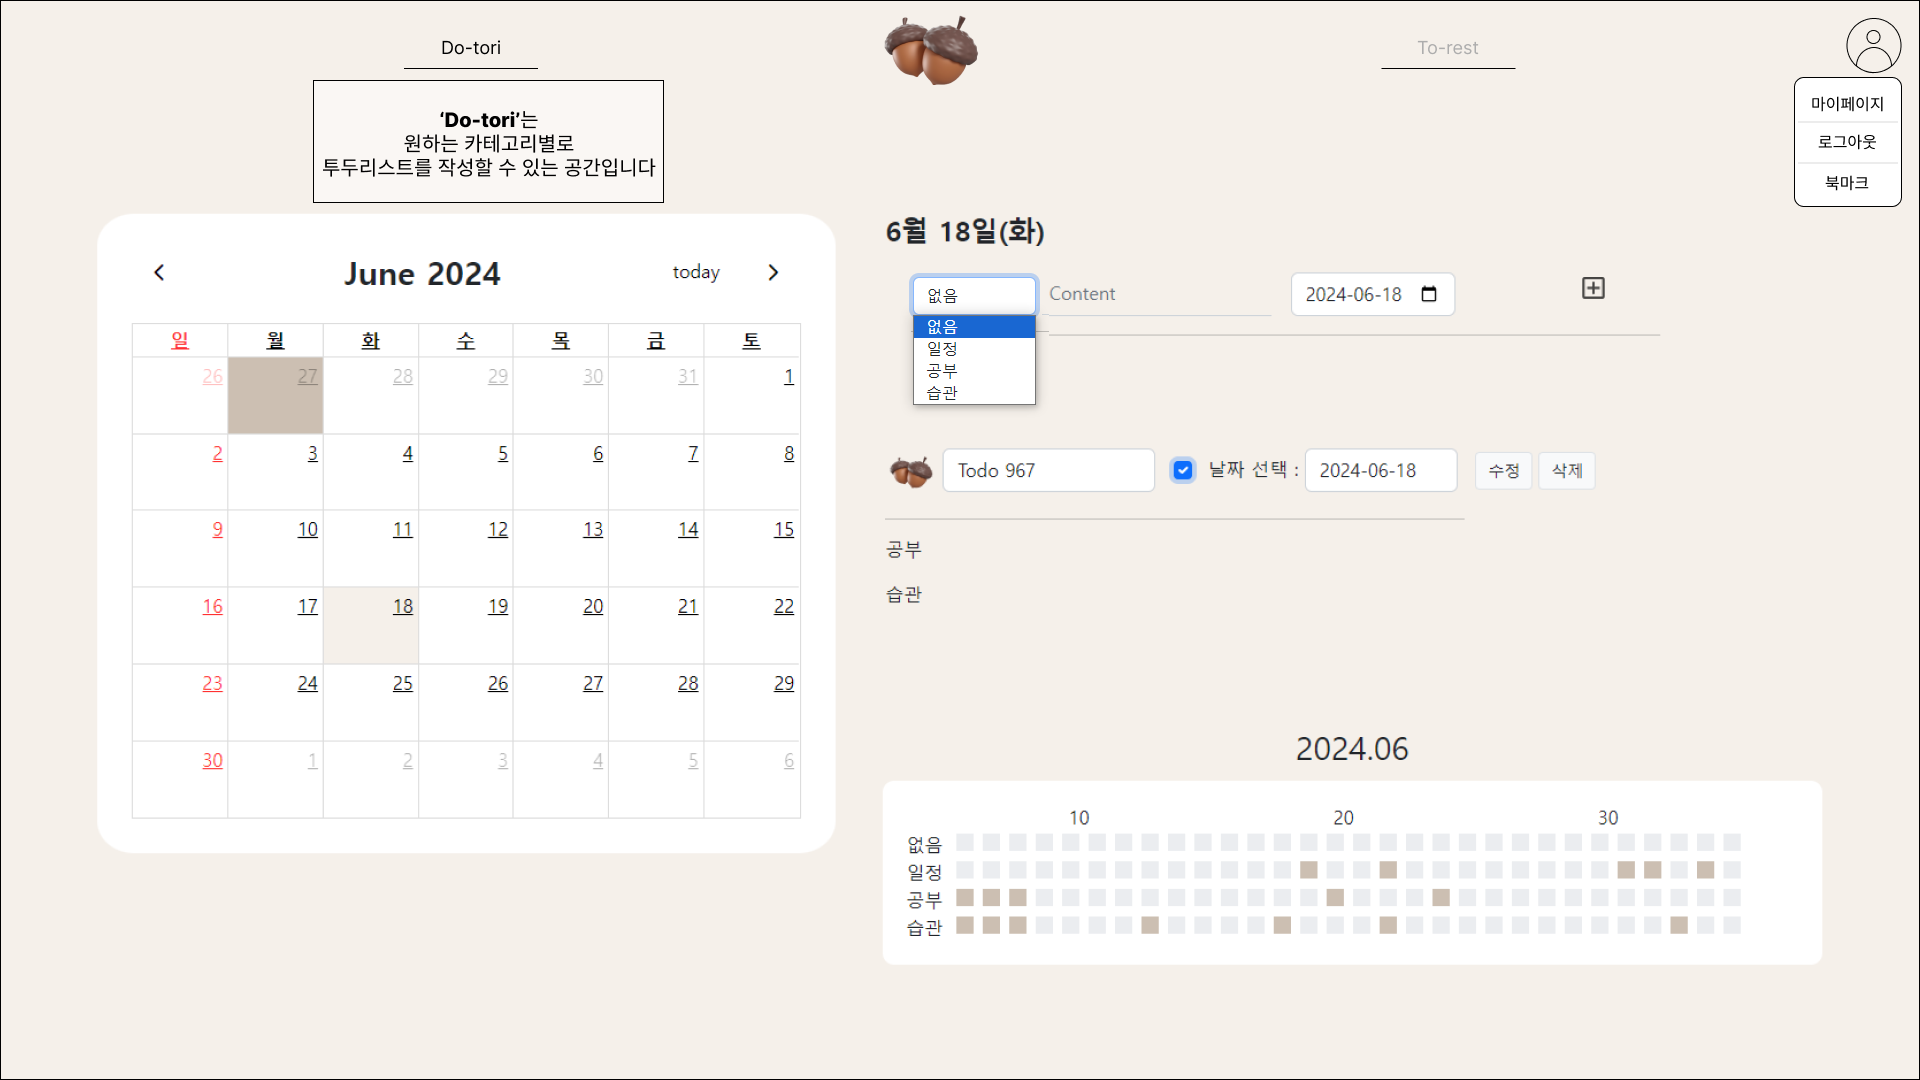 Do-tori
To-rest
‘Do-tori’는
원하는 카테고리별로
투두리스트를 작성할 수 있는 공간입니다
마이페이지
로그아웃
북마크
June 2024
today
일 월 화 수 목 금 토
26 27 28 29 30 31 1
2 3 4 5 6 7 8
9 10 11 12 13 14 15
16 17 18 19 20 21 22
23 24 25 26 27 28 29
30 1 2 3 4 5 6
6월 18일(화)
없음 Content 2024-06-18
없음
일정
공부
습관
Todo 967 날짜 선택 : 2024-06-18 수정 삭제
공부
습관
2024.06
10 20 30
없음
일정
공부
습관